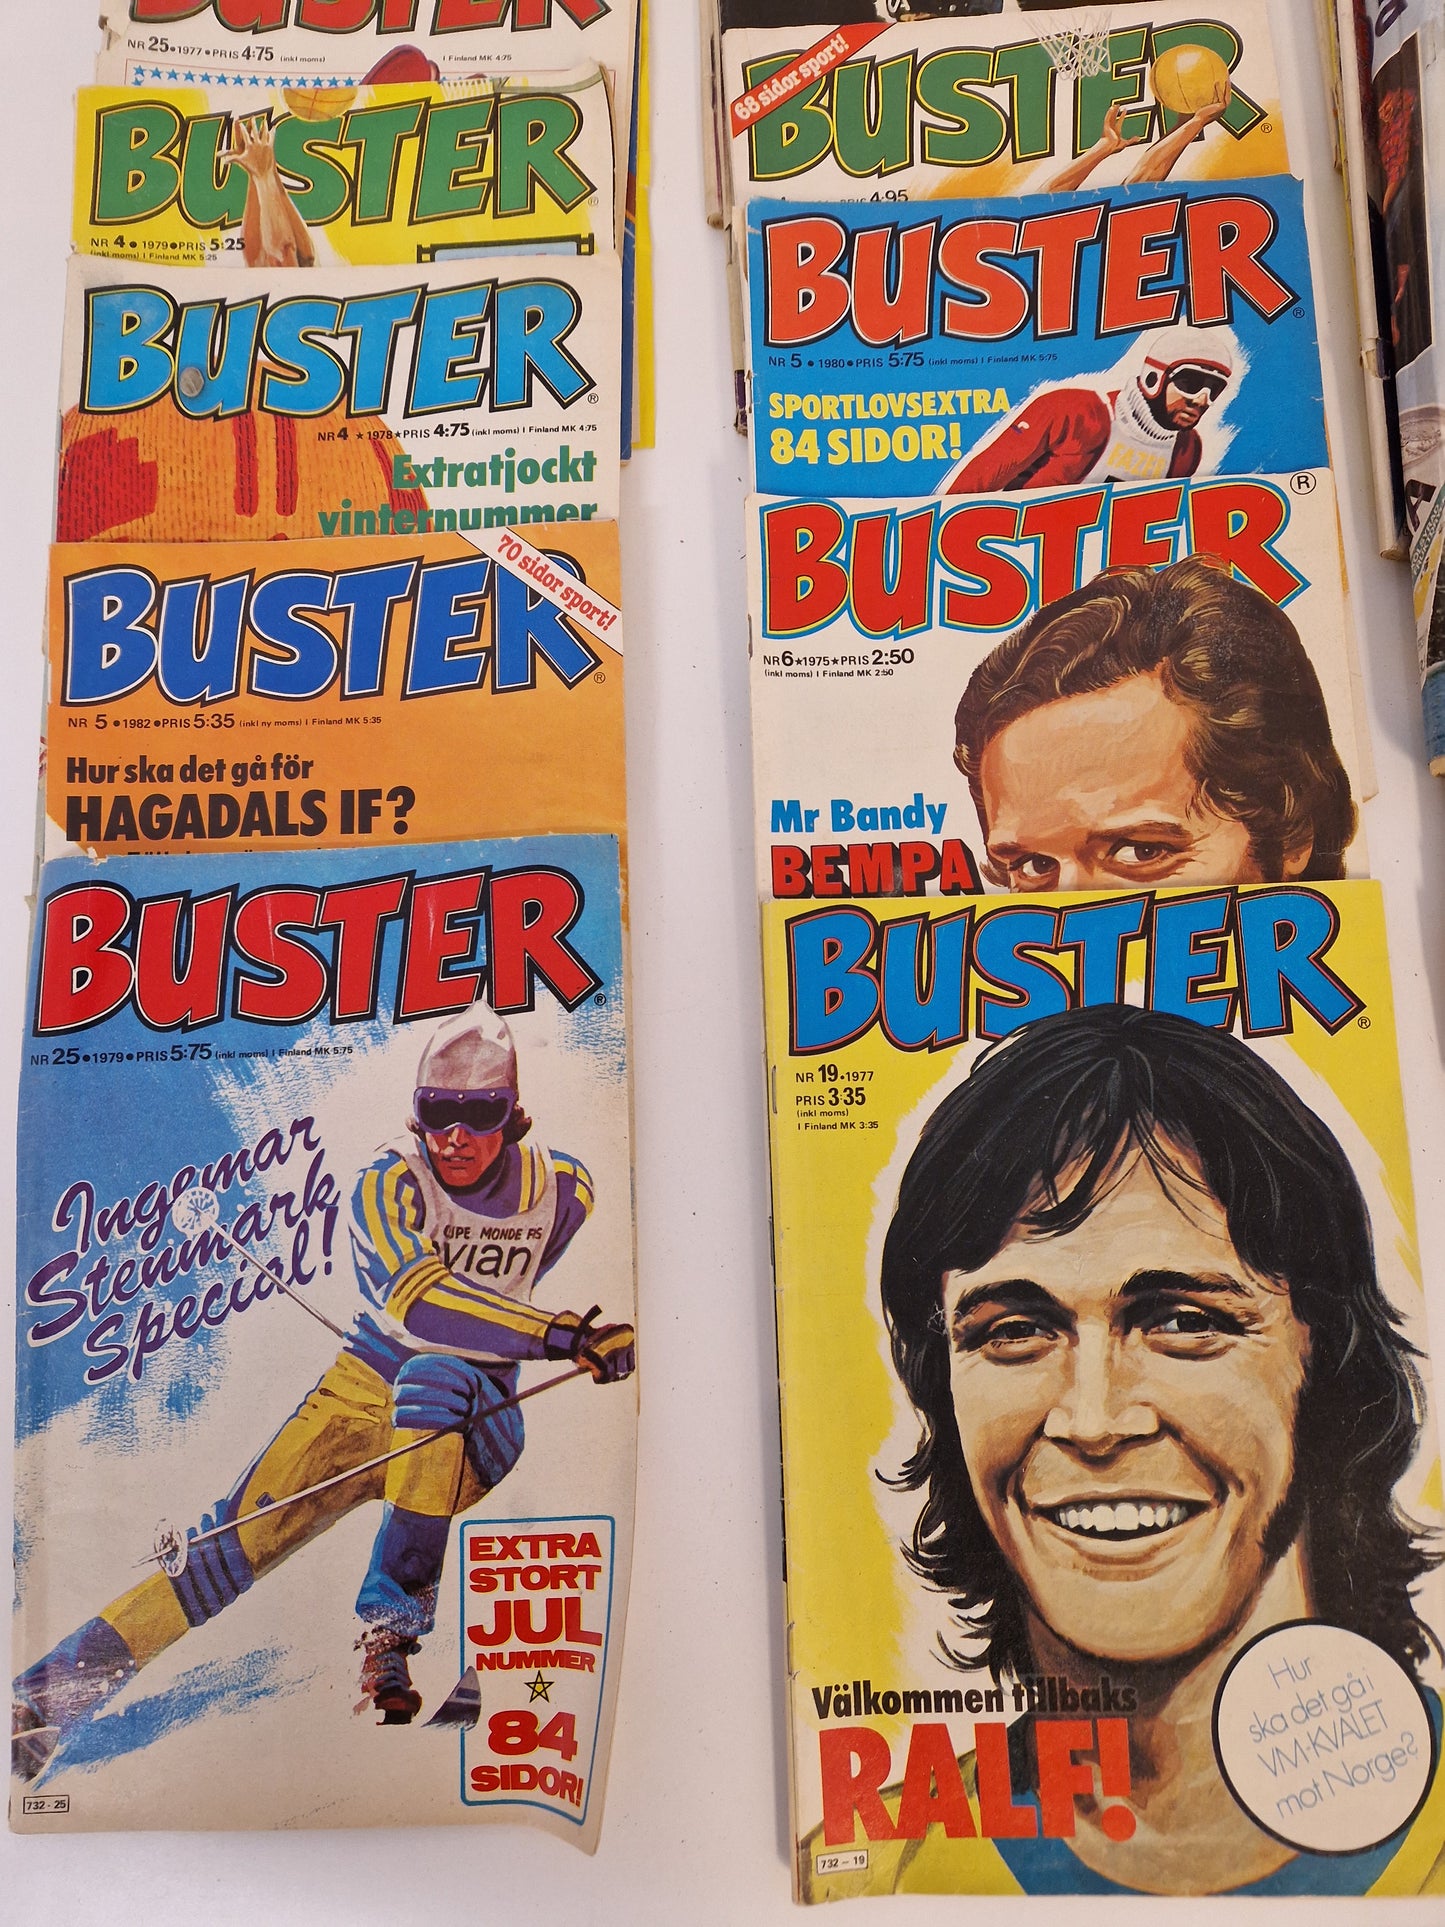 BUSTER
NR 25•1977•PRIS 4:75 (inkl moms) I Finland MK 4:75
BUSTER®
NR 4•1979•PRIS 5:25
(inkl moms) I Finland MK 5:25
BUSTER®
NR 4★1978★PRIS 4:75 (inkl moms) I Finland MK 4:75
Extratjockt
vinternummer
70 sidor sport!
BUSTER®
NR 5•1982•PRIS 5:35 (inkl ny moms) I Finland MK 5:35
Hur ska det gå för
HAGADALS IF?
BUSTER®
NR 25•1979•PRIS 5:75 (inkl moms) I Finland MK 5:75
Ingemar
Stenmark
Special!
CUPE MONDE FIS
vian
EXTRA
STORT
JUL
NUMMER
84
SIDOR!
732 - 25
68 sidor sport!
BUSTER®
4:95
BUSTER®
NR 5•1980•PRIS 5:75 (inkl moms) I Finland MK 5:75
SPORTLOVSEXTRA
84 SIDOR!
BUSTER®
NR 6★1975★PRIS 2:50
(inkl moms) I Finland MK 2:50
Mr Bandy
BEMPA
BUSTER®
NR 19•1977
PRIS 3:35
(inkl moms)
I Finland MK 3:35
Välkommen tillbaks
RALF!
Hur
ska det gå i
VM-KVALET
mot Norge?
732 - 19